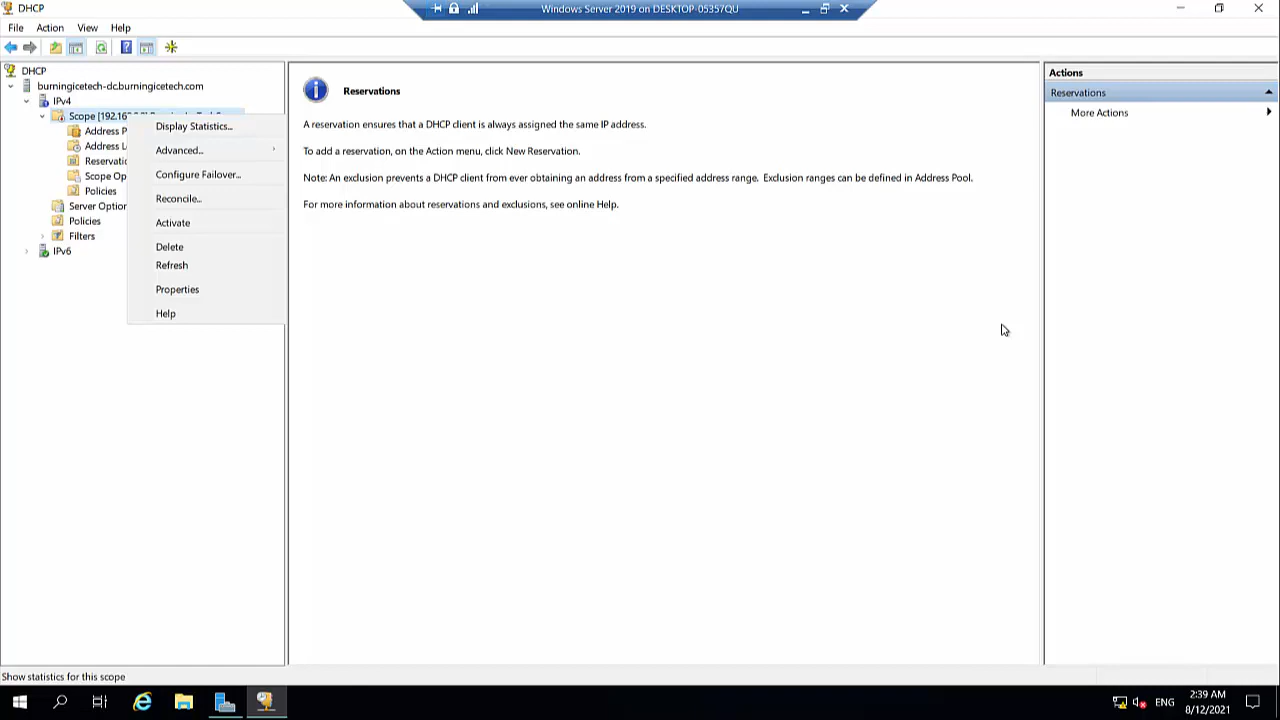 DHCP
Windows Server 2019 on DESKTOP-05357QU
File Action View Help
DHCP
burningicetech-dc.burningicetech.com
IPv4
Scope [192.16
Address P
Address L
Reservatio
Scope Op
Policies
Server Option
Policies
Filters
IPv6
Display Statistics...
Advanced...
Configure Failover...
Reconcile...
Activate
Delete
Refresh
Properties
Help
Reservations
A reservation ensures that a DHCP client is always assigned the same IP address.
To add a reservation, on the Action menu, click New Reservation.
Note: An exclusion prevents a DHCP client from ever obtaining an address from a specified address range. Exclusion ranges can be defined in Address Pool.
For more information about reservations and exclusions, see online Help.
Actions
Reservations
More Actions
Show statistics for this scope
ENG
2:39 AM
8/12/2021